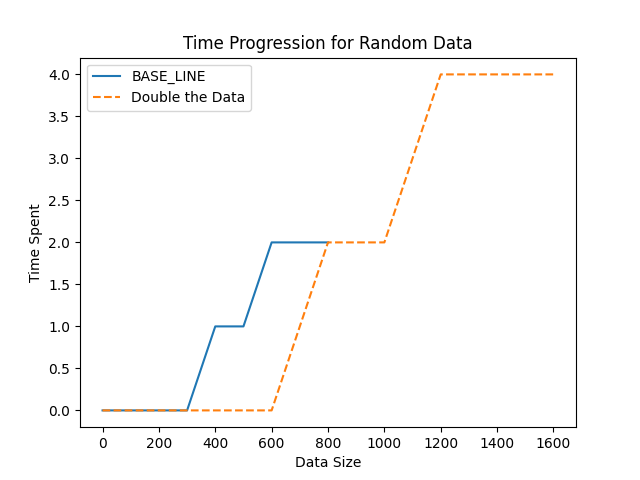 Time Progression for Random Data
BASE_LINE
Double the Data
Time Spent
4.0
3.5
3.0
2.5
2.0
1.5
1.0
0.5
0.0
0 200 400 600 800 1000 1200 1400 1600
Data Size